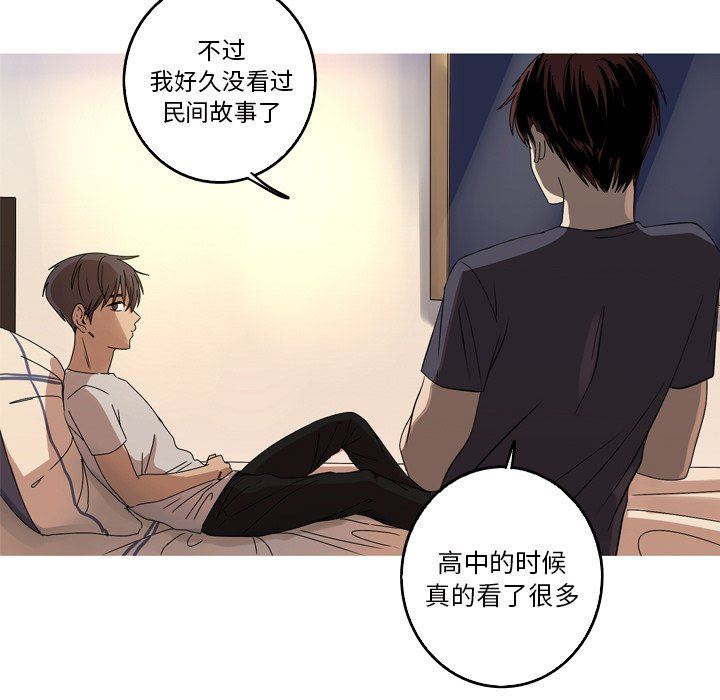 不过
我好久没看过
民间故事了
高中的时候
真的看了很多